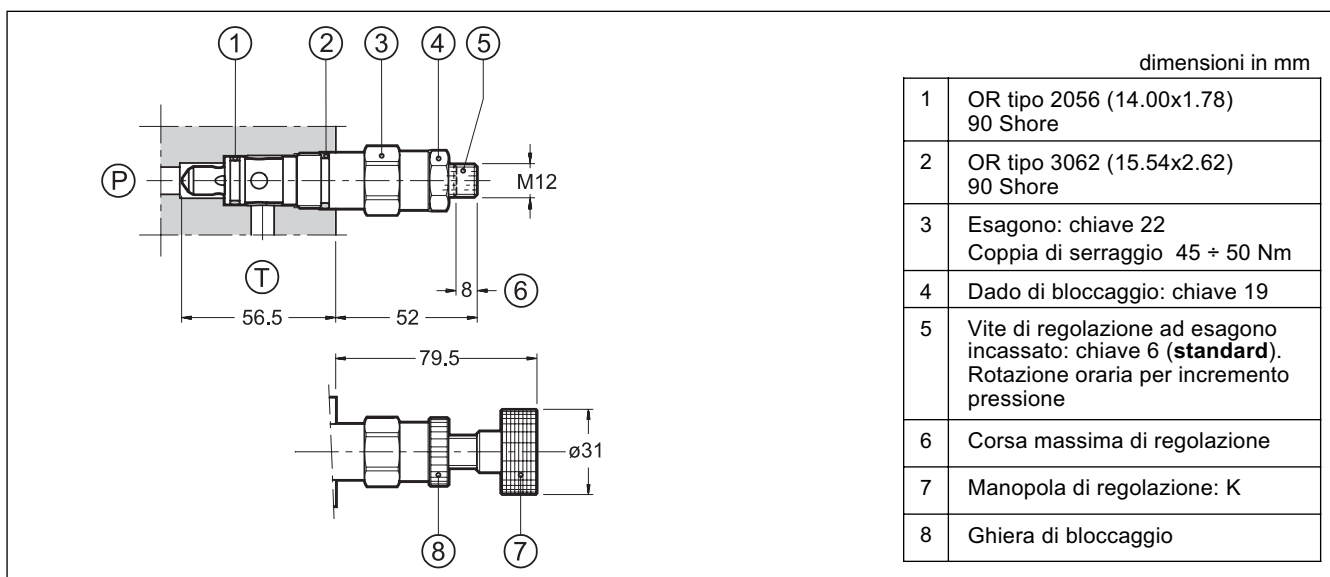 1 2 3 4 5
P
M12
T
8 6
56.5 52
79.5
ø31
8 7
dimensioni in mm
1 OR tipo 2056 (14.00x1.78)
90 Shore
2 OR tipo 3062 (15.54x2.62)
90 Shore
3 Esagono: chiave 22
Coppia di serraggio 45 ÷ 50 Nm
4 Dado di bloccaggio: chiave 19
5 Vite di regolazione ad esagono
incassato: chiave 6 (standard).
Rotazione oraria per incremento
pressione
6 Corsa massima di regolazione
7 Manopola di regolazione: K
8 Ghiera di bloccaggio